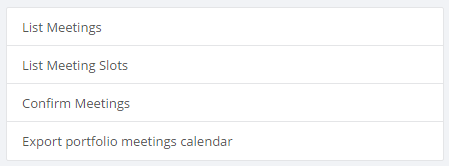 List Meetings
List Meeting Slots
Confirm Meetings
Export portfolio meetings calendar